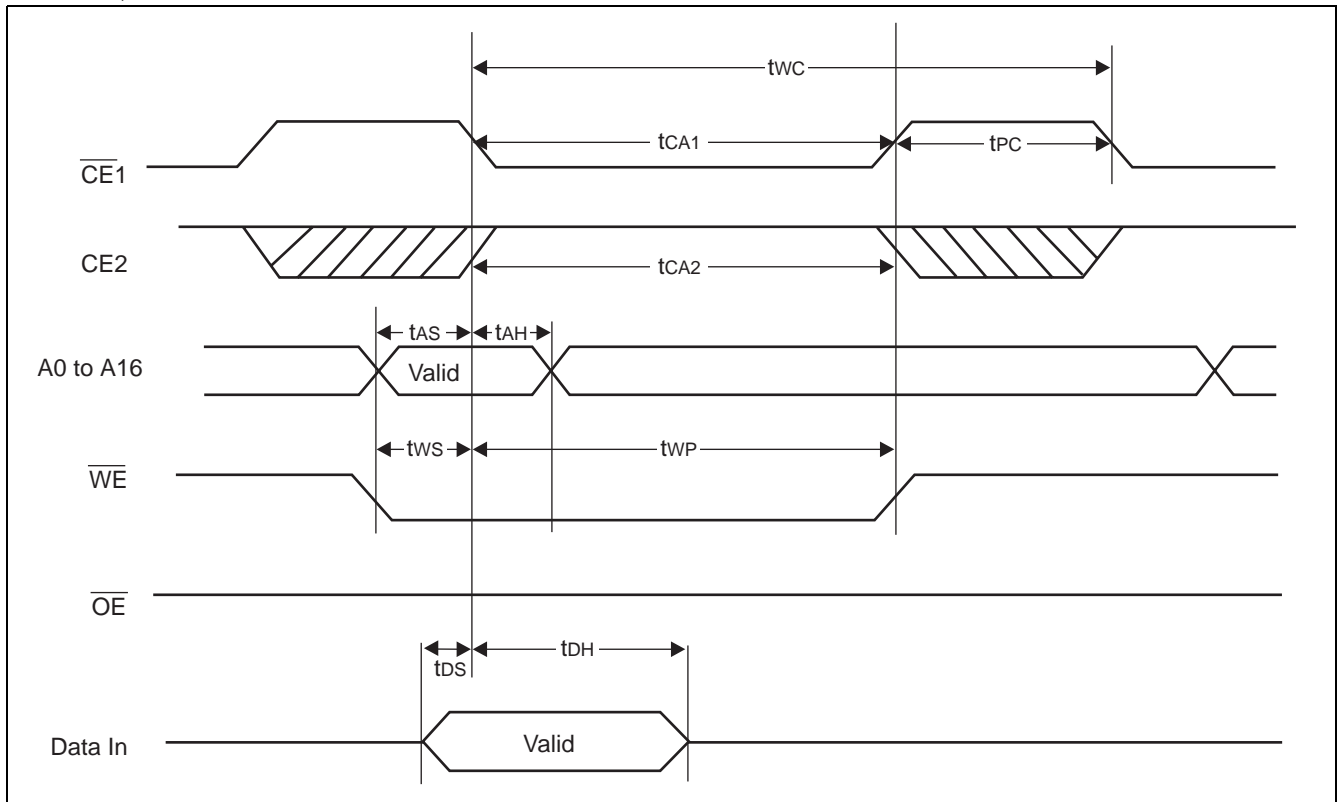 tWC
tCA1
tPC
CE1
CE2
tCA2
tAS
tAH
A0 to A16
Valid
tWS
tWP
WE
OE
tDS
tDH
Data In
Valid